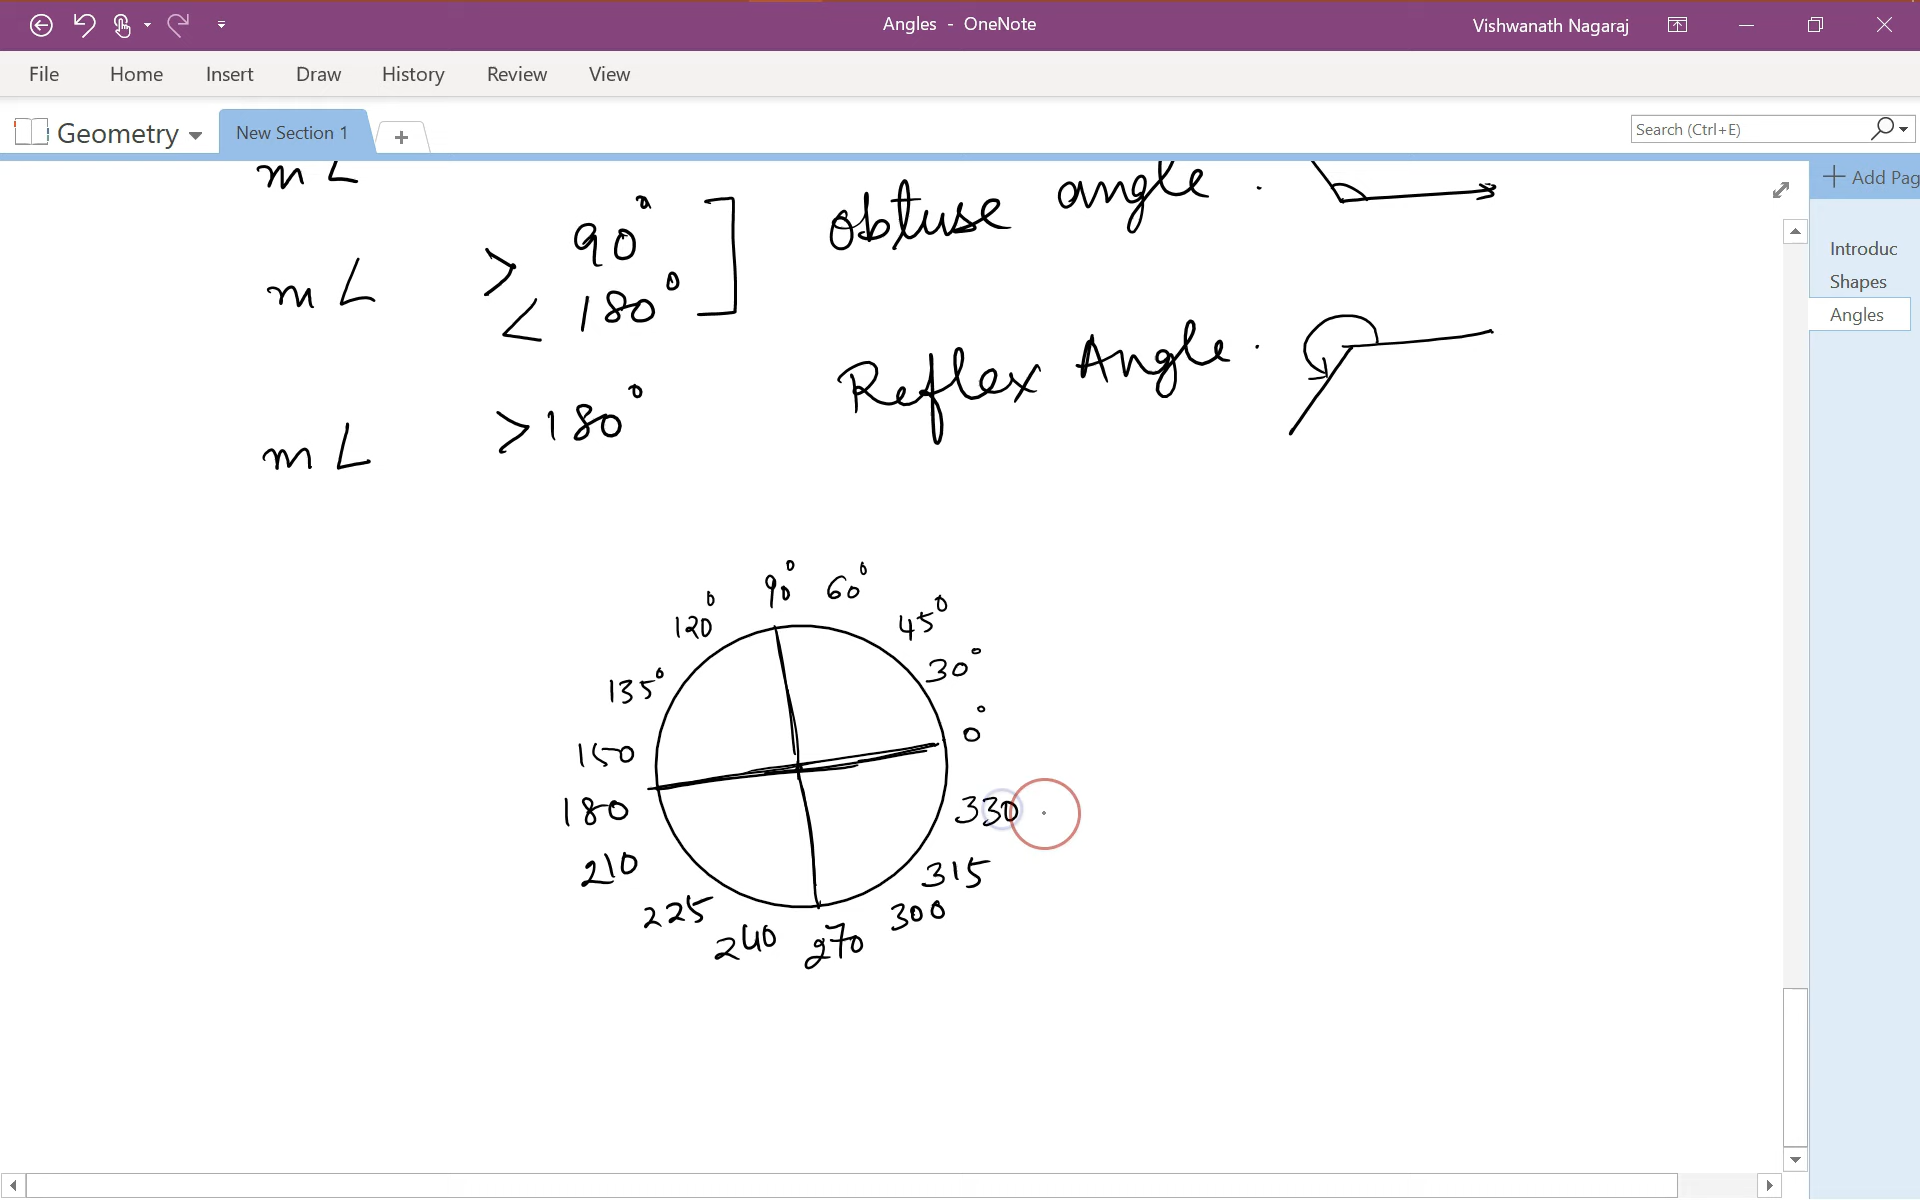 Angles - OneNote
Vishwanath Nagaraj
File Home Insert Draw History Review View
Geometry
New Section 1
+
Search (Ctrl+E)
Add Pag
Introduc
Shapes
Angles
m∠
m∠ > 90° < 180° ] obtuse angle.
m∠ >180° Reflex Angle.
90° 60°
120° 45°
135° 30°
150 0°
180 330
210 315
225 300
240 270